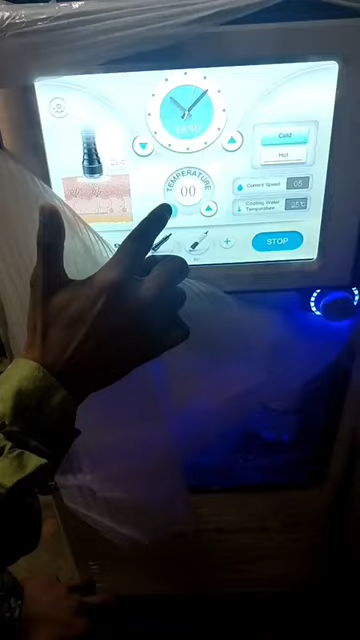 Cold
Hot
TEMPERATURE
00
Current Speed 05
Cooling Water
Temperature 25℃
STOP